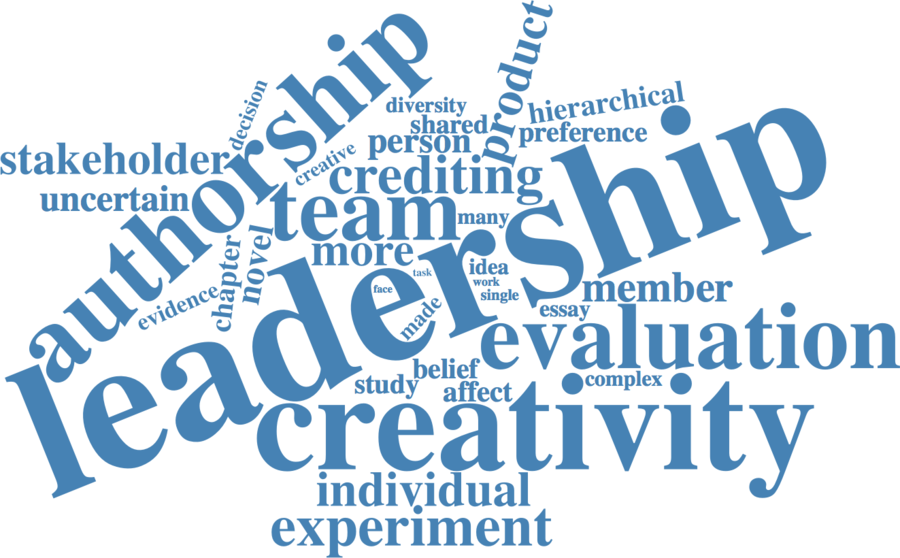 authorship
product
decision
diversity
hierarchical
shared
preference
person
stakeholder
creative
crediting
uncertain
team
many
leadership
more
novel
chapter
evidence
task
idea
face
work
single
made
member
essay
evaluation
belief
study
affect
complex
creativity
individual
experiment